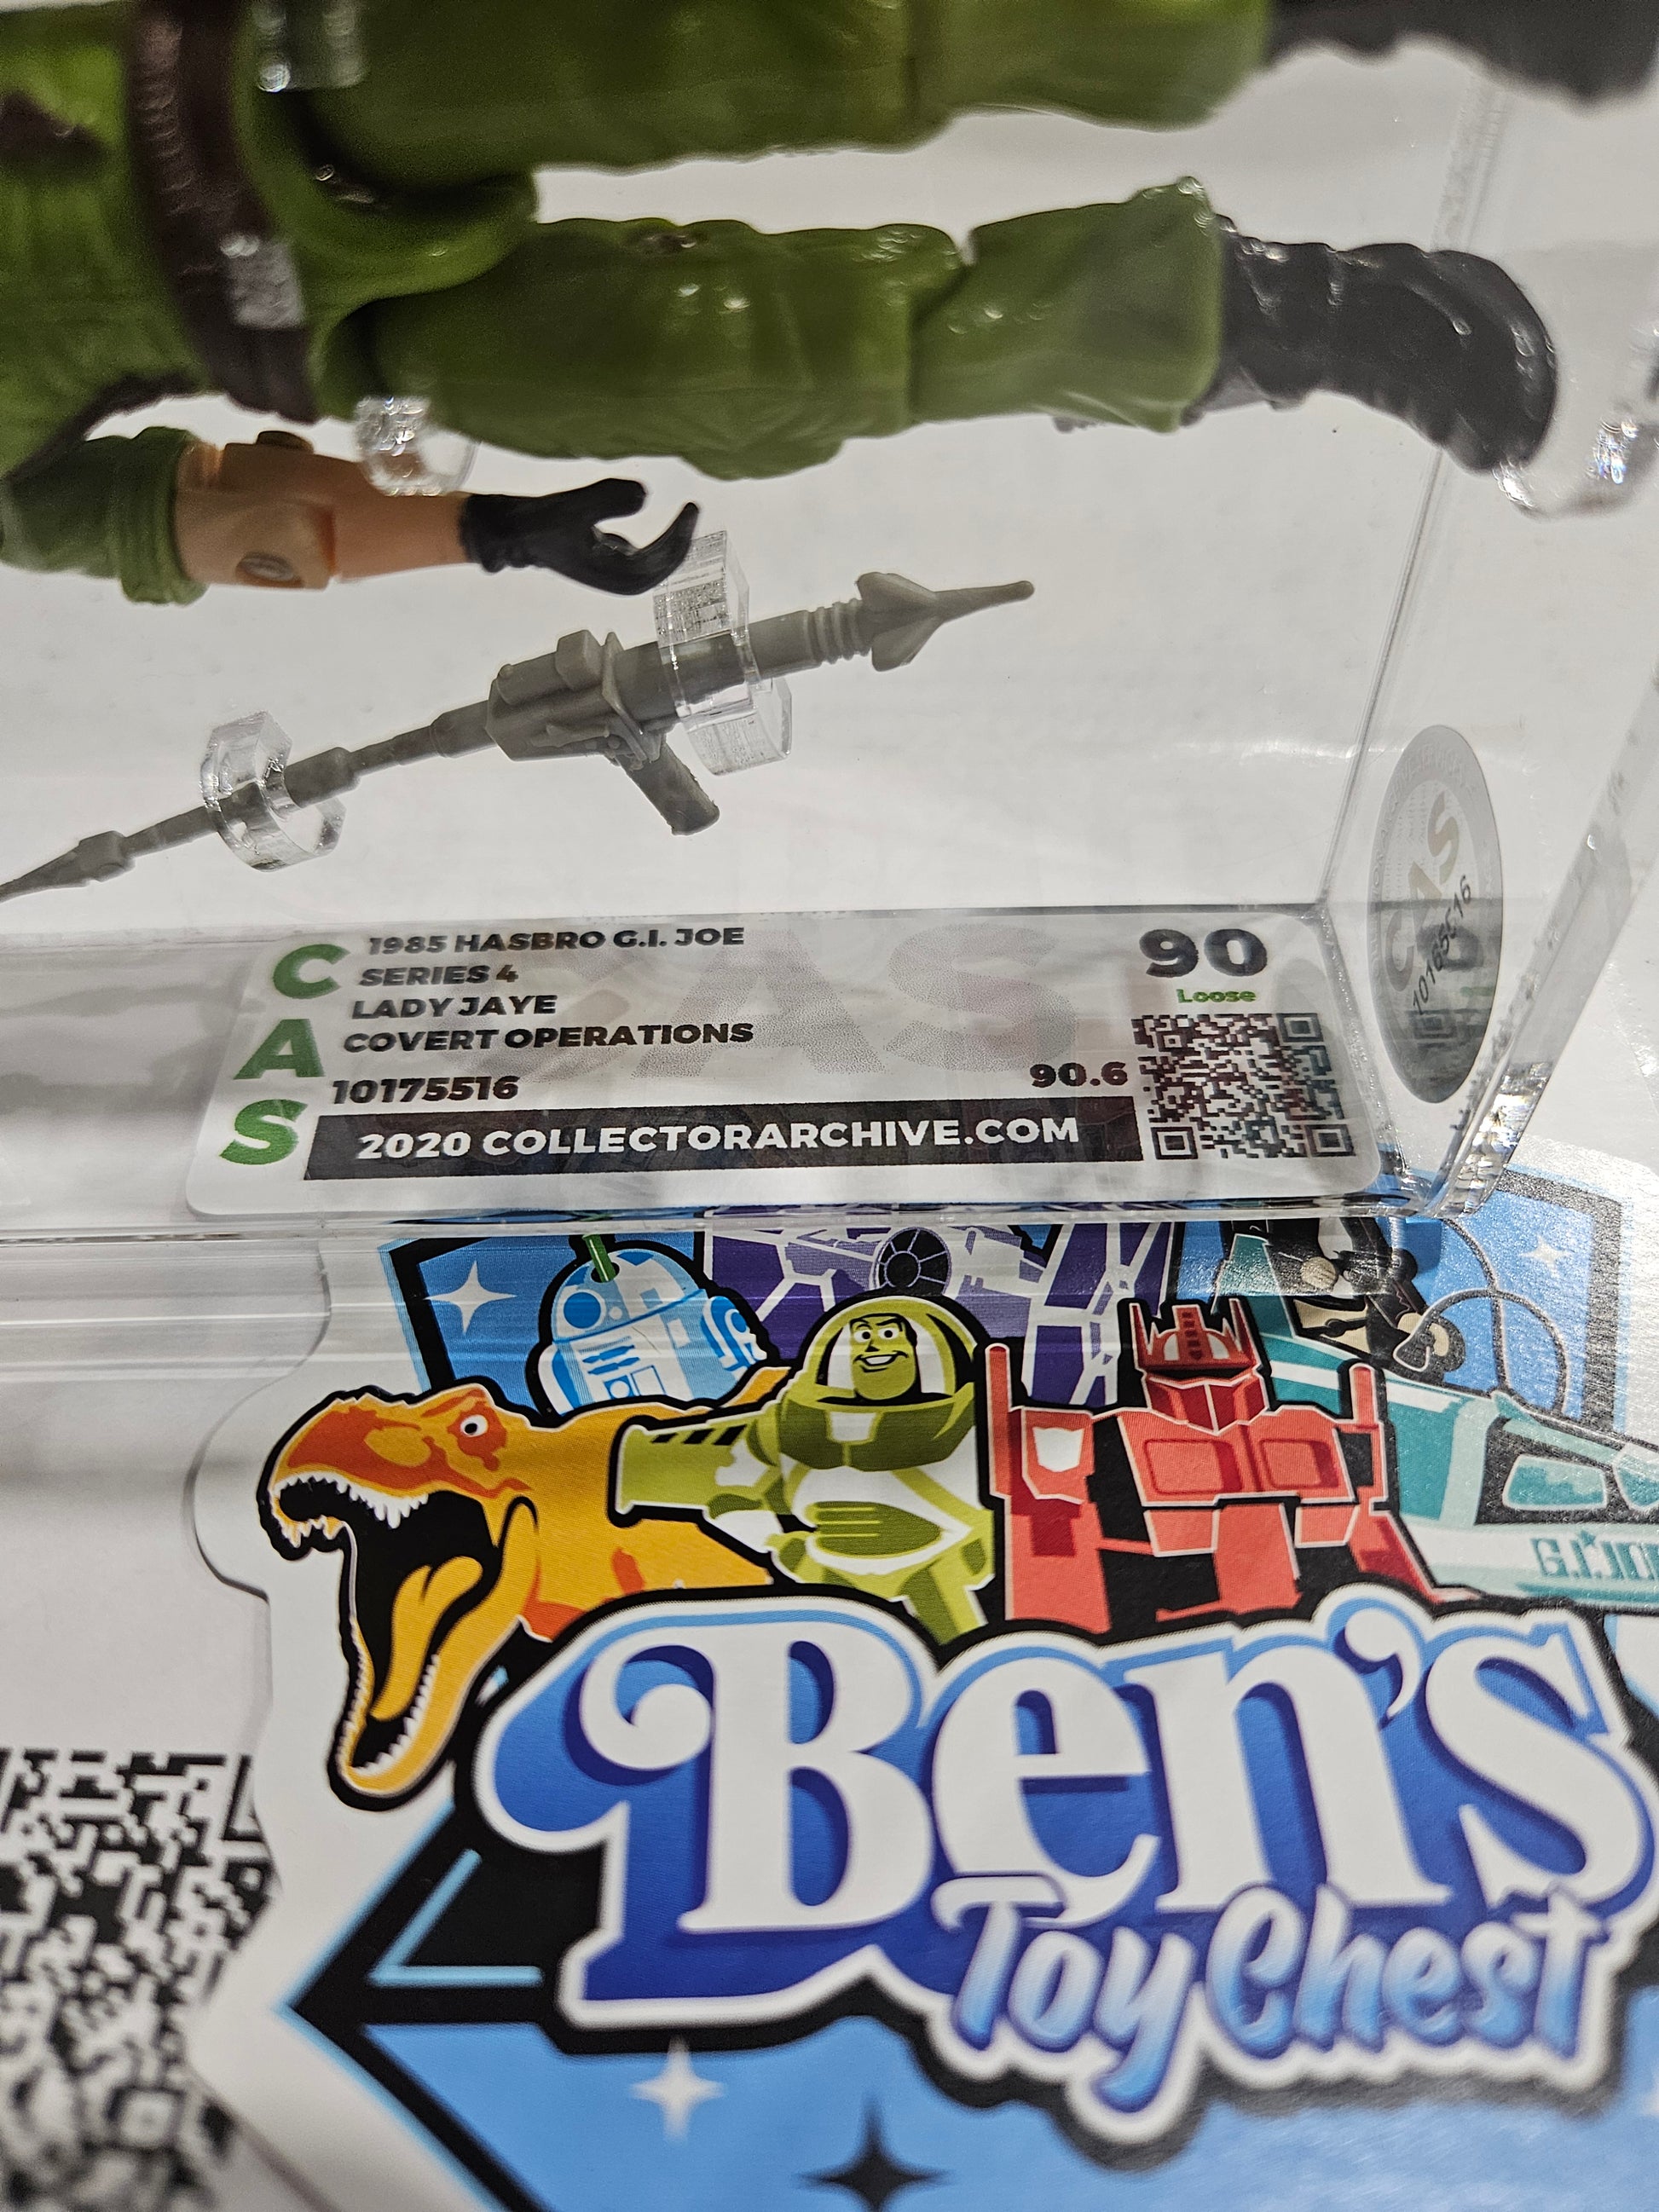 1985 HASBRO G.I. JOE
SERIES 4
LADY JAYE
COVERT OPERATIONS
10175516
CAS
90
Loose
90.6
2020 COLLECTORARCHIVE.COM
CAS
Ben's
Toy Chest